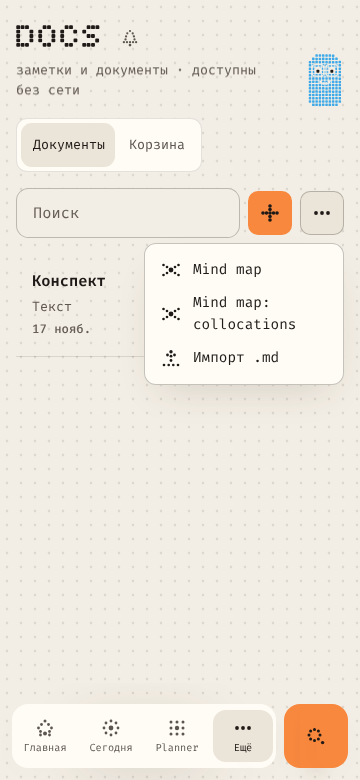 DOCS
заметки и документы · доступны
без сети
Документы
Корзина
Поиск
Mind map
Mind map:
collocations
Импорт .md
Конспект
Текст
17 нояб.
Главная
Сегодня
Planner
Ещё